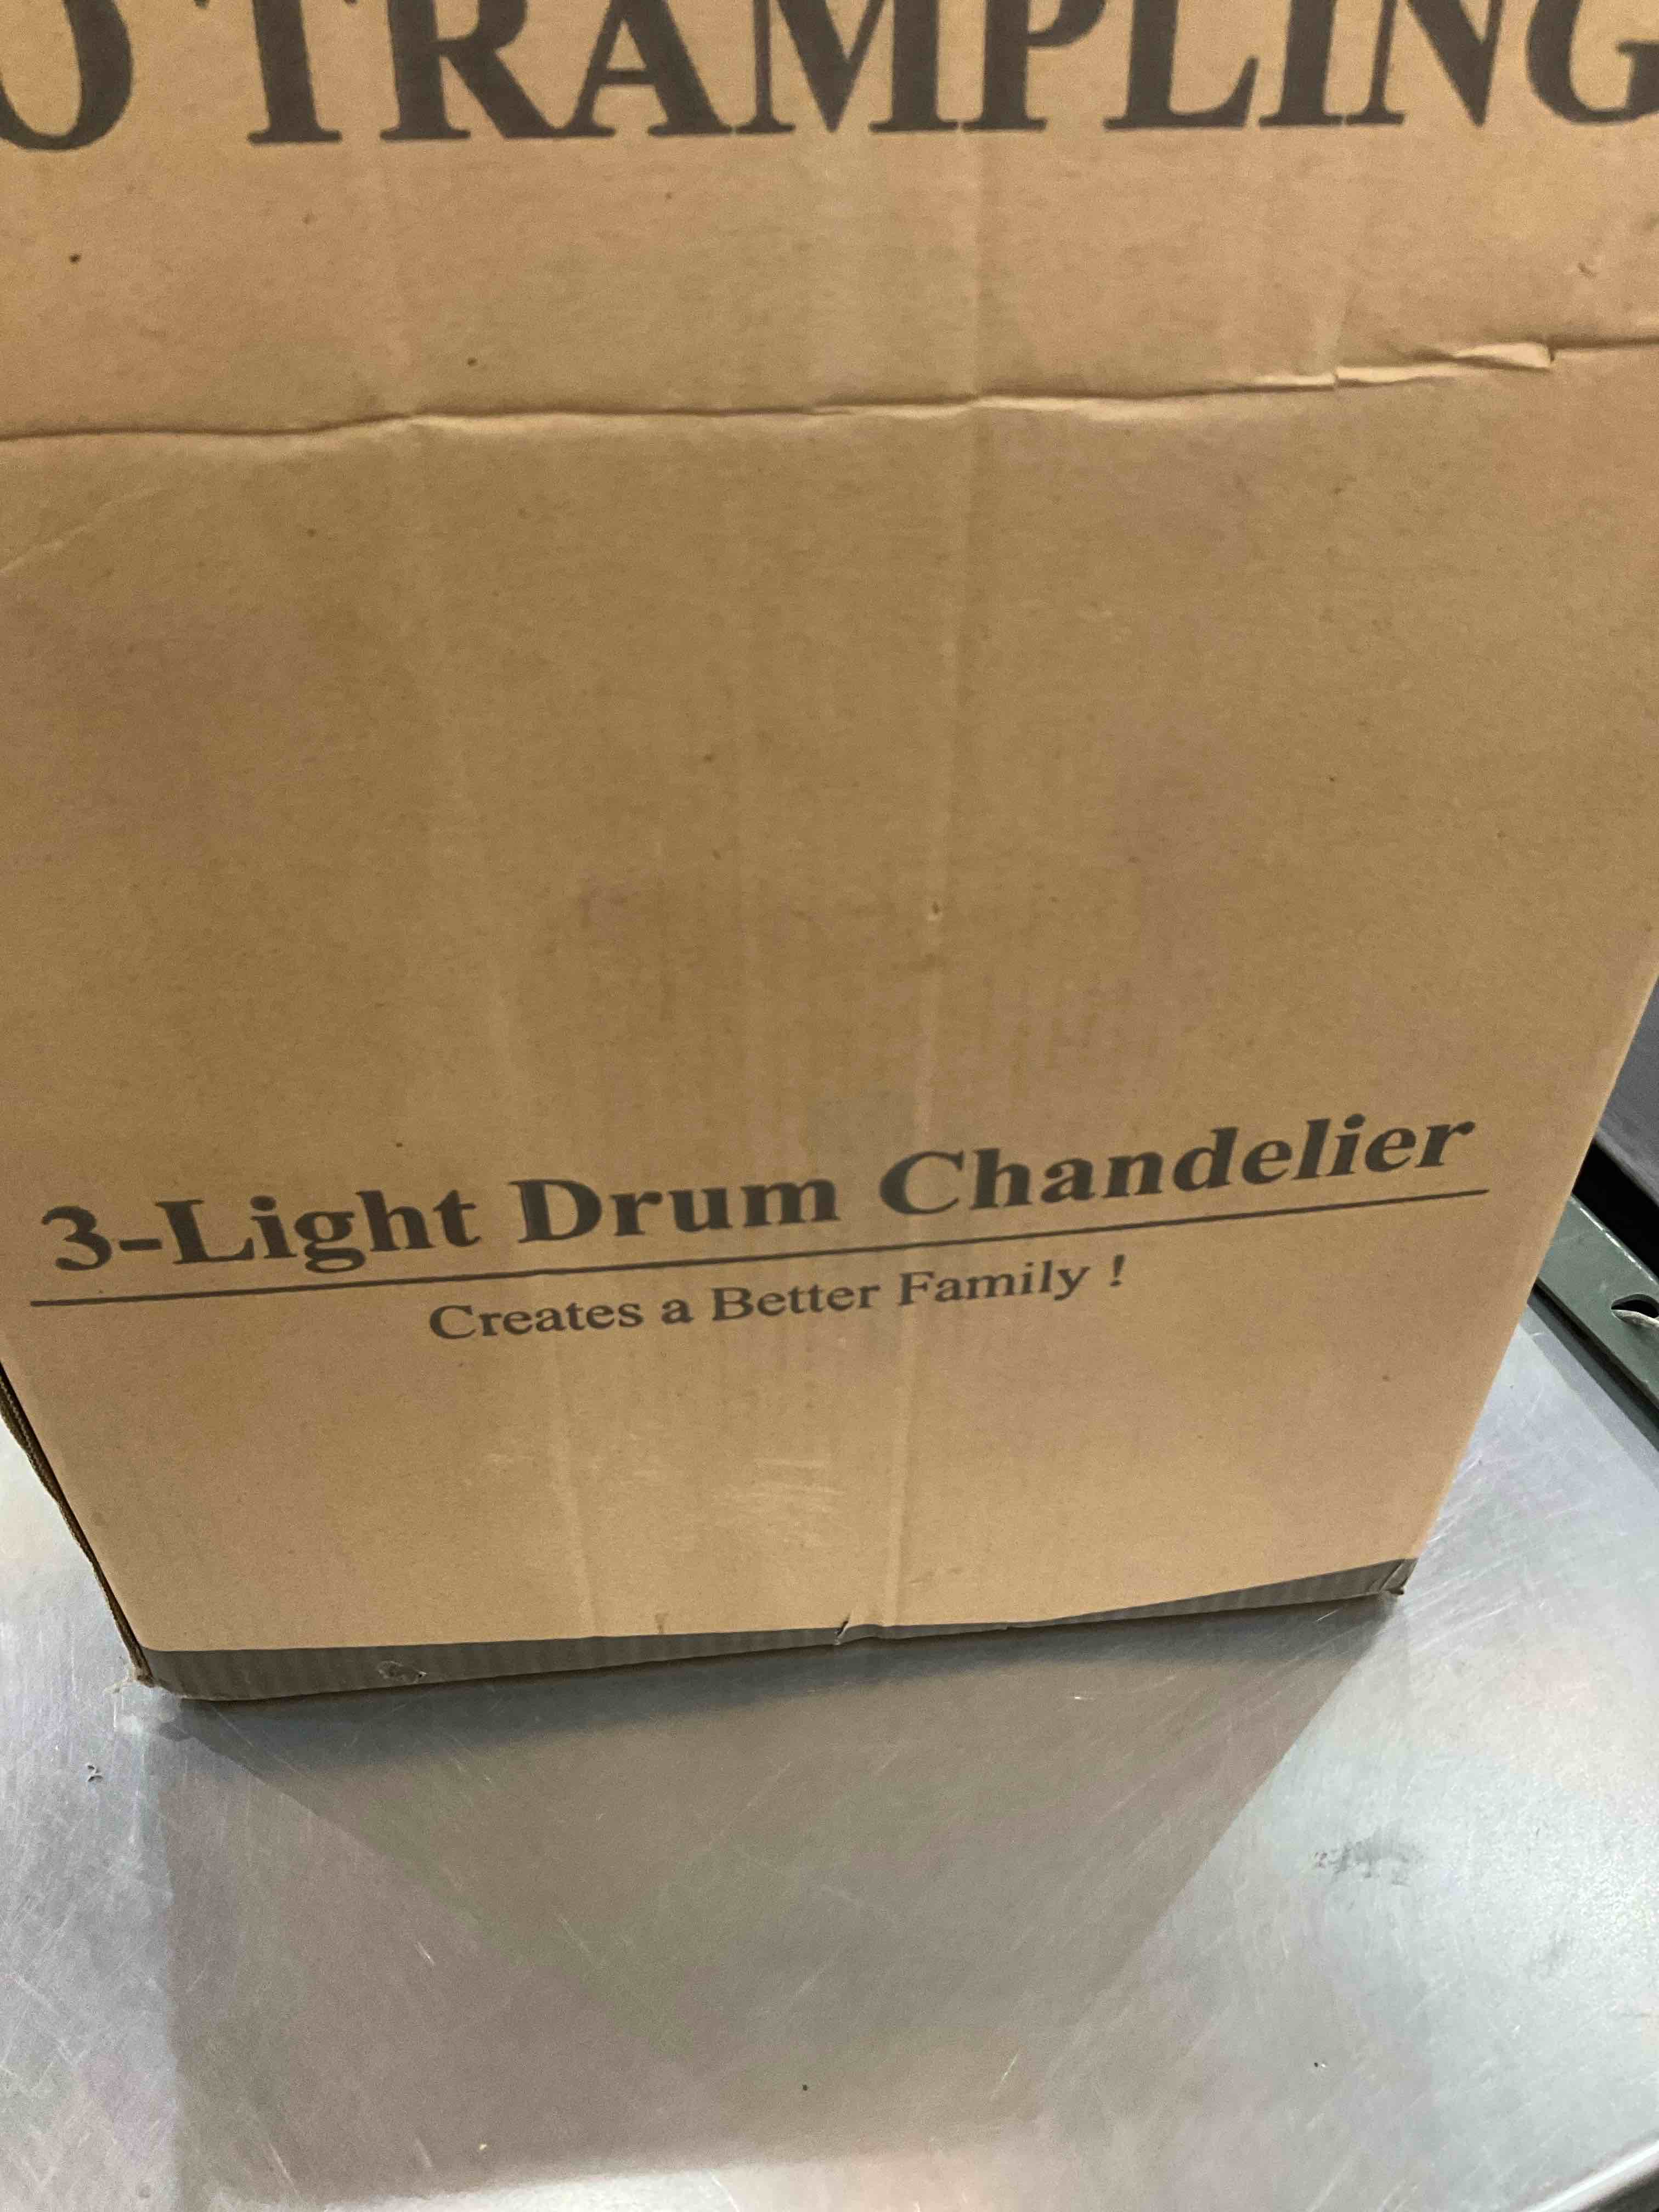 O TRAMPLING
3-Light Drum Chandelier
Creates a Better Family !